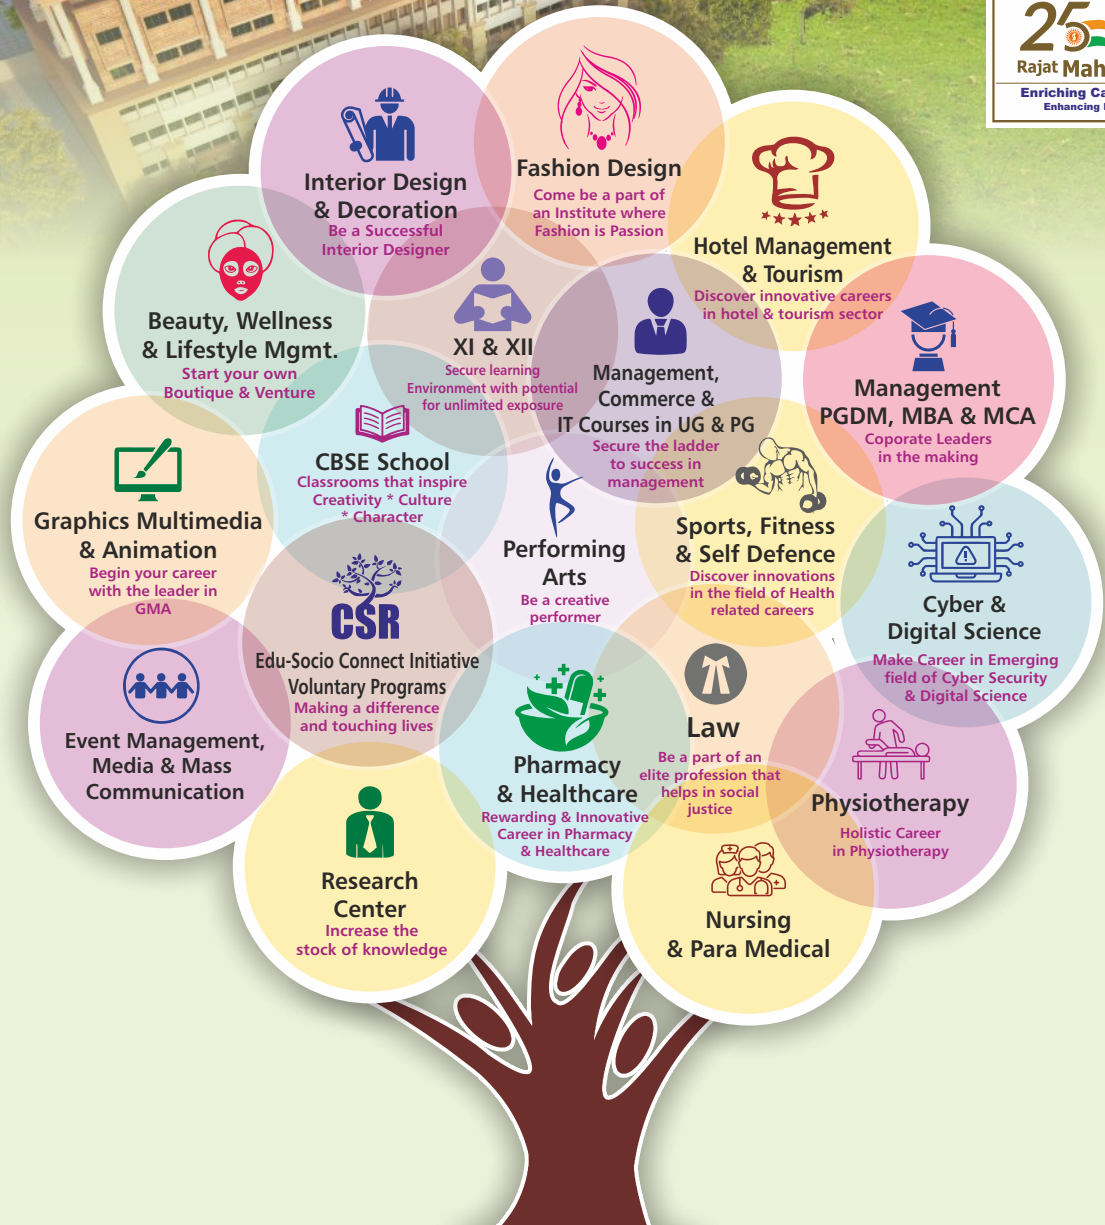 25
Rajat Mah
Enriching Ca
Enhancing
Interior Design
& Decoration
Be a Successful
Interior Designer
Fashion Design
Come be a part of
an Institute where
Fashion is Passion
Hotel Management
& Tourism
Discover innovative careers
in hotel & tourism sector
Beauty, Wellness
& Lifestyle Mgmt.
Start your own
Boutique & Venture
XI & XII
Secure learning
Environment with potential
for unlimited exposure
Management,
Commerce &
IT Courses in UG & PG
Secure the ladder
to success in
management
Management
PGDM, MBA & MCA
Coporate Leaders
in the making
Graphics Multimedia
& Animation
Begin your career
with the leader in
GMA
CBSE School
Classrooms that inspire
Creativity * Culture
* Character
Performing
Arts
Be a creative
performer
Sports, Fitness
& Self Defence
Discover innovations
in the field of Health
related careers
Cyber &
Digital Science
Make Career in Emerging
field of Cyber Security
& Digital Science
CSR
Edu-Socio Connect Initiative
Voluntary Programs
Making a difference
and touching lives
Event Management,
Media & Mass
Communication
Pharmacy
& Healthcare
Rewarding & Innovative
Career in Pharmacy
& Healthcare
Law
Be a part of an
elite profession that
helps in social
justice
Physiotherapy
Holistic Career
in Physiotherapy
Research
Center
Increase the
stock of knowledge
Nursing
& Para Medical